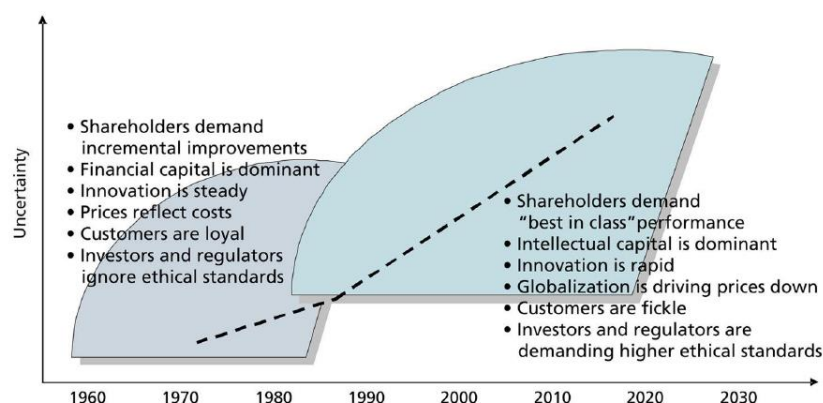 Uncertainty
• Shareholders demand
incremental improvements
• Financial capital is dominant
• Innovation is steady
• Prices reflect costs
• Customers are loyal
• Investors and regulators
ignore ethical standards
• Shareholders demand
“best in class”performance
• Intellectual capital is dominant
• Innovation is rapid
• Globalization is driving prices down
• Customers are fickle
• Investors and regulators are
demanding higher ethical standards
1960 1970 1980 1990 2000 2010 2020 2030